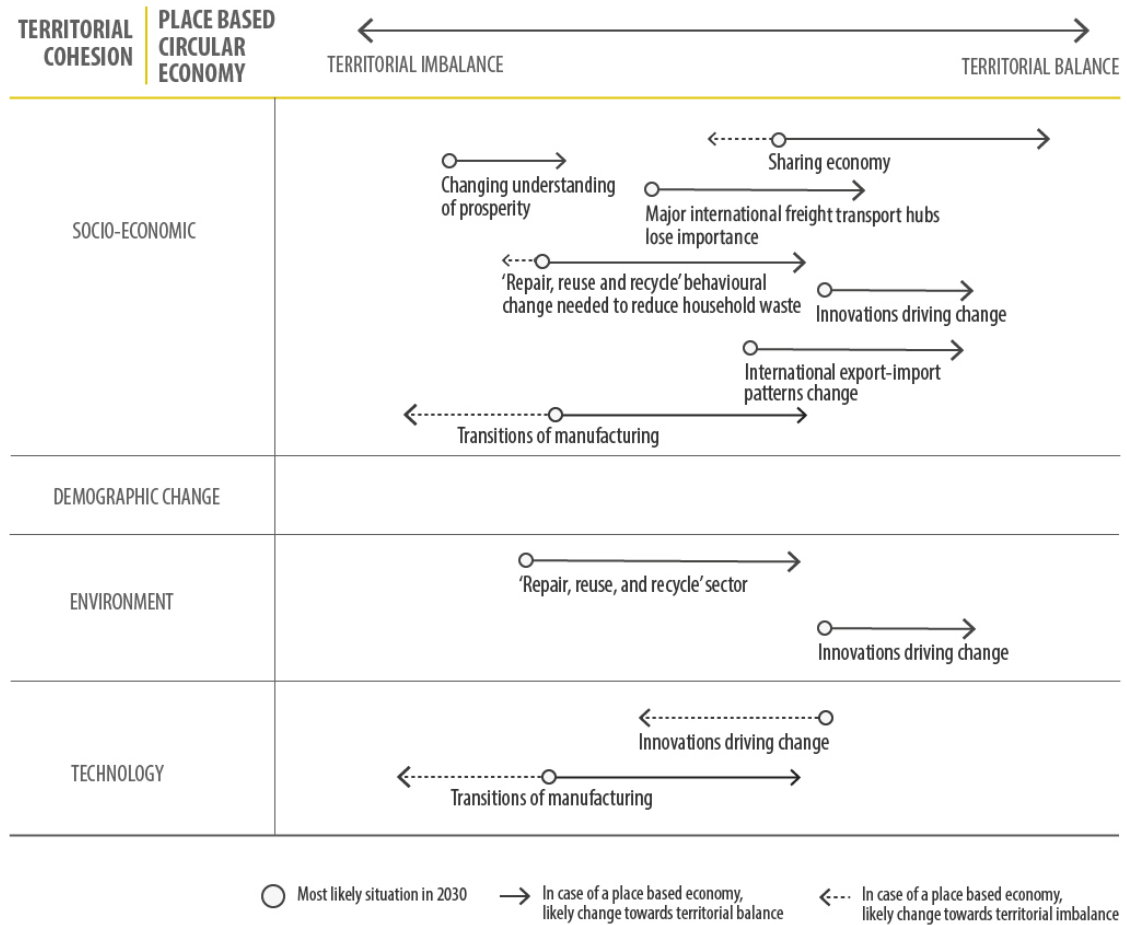 TERRITORIAL
COHESION
PLACE BASED
CIRCULAR
ECONOMY
TERRITORIAL IMBALANCE
TERRITORIAL BALANCE
SOCIO-ECONOMIC
Sharing economy
Changing understanding
of prosperity
Major international freight transport hubs
lose importance
‘Repair, reuse and recycle’ behavioural
change needed to reduce household waste
Innovations driving change
International export-import
patterns change
Transitions of manufacturing
DEMOGRAPHIC CHANGE
ENVIRONMENT
‘Repair, reuse, and recycle’ sector
Innovations driving change
TECHNOLOGY
Innovations driving change
Transitions of manufacturing
Most likely situation in 2030
In case of a place based economy,
likely change towards territorial balance
In case of a place based economy,
likely change towards territorial imbalance